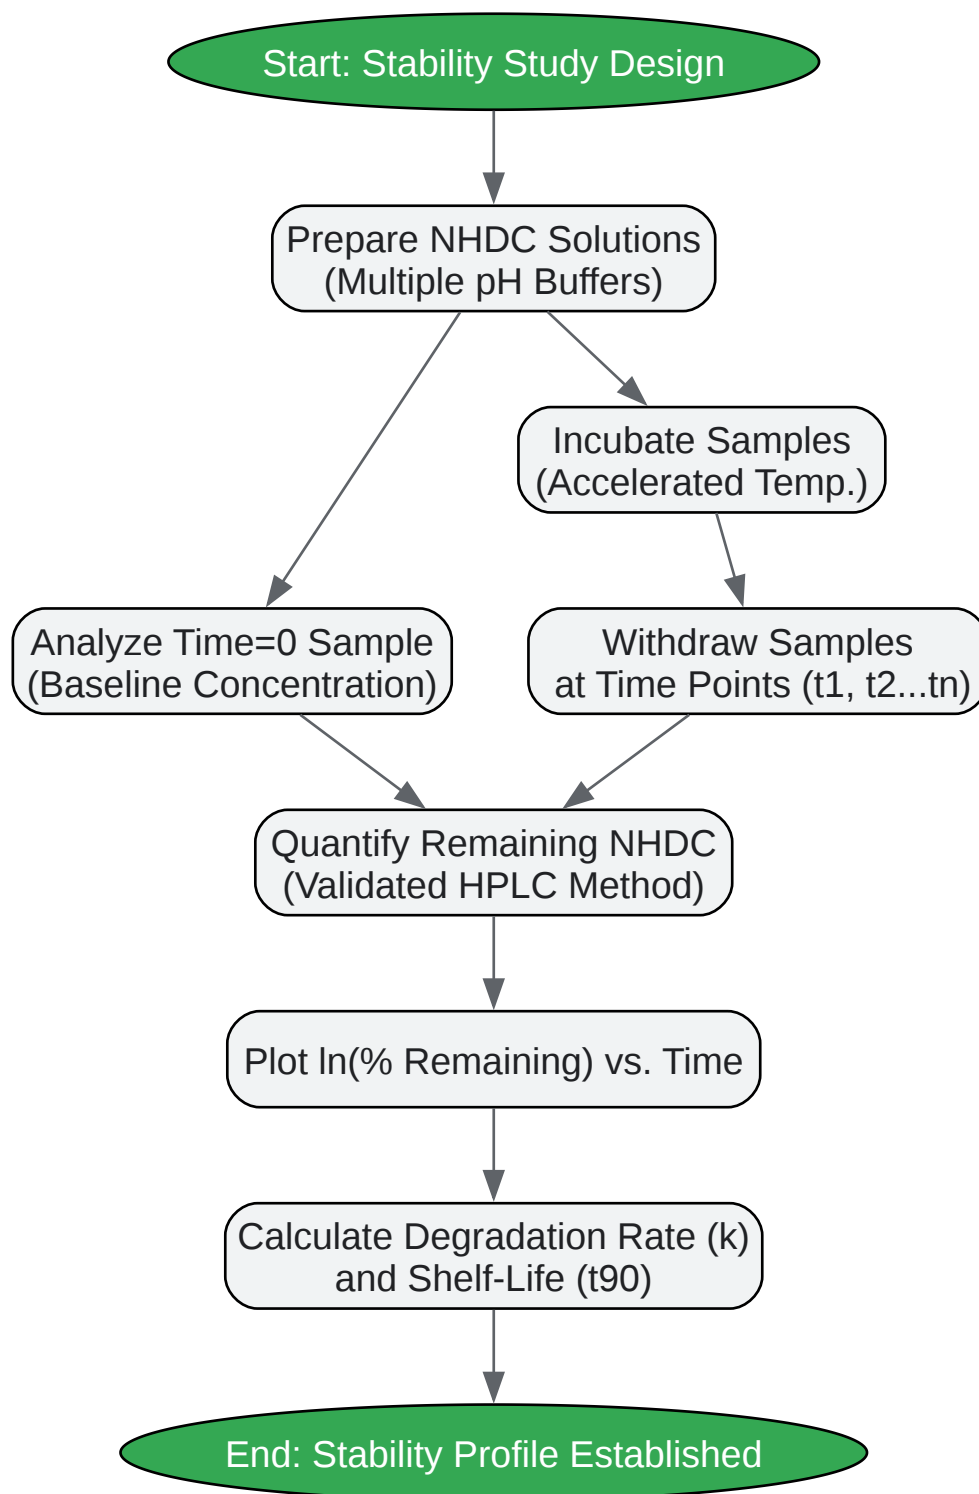 Start: Stability Study Design
Prepare NHDC Solutions
(Multiple pH Buffers)
Incubate Samples
(Accelerated Temp.)
Analyze Time=0 Sample
(Baseline Concentration)
Withdraw Samples
at Time Points (t1, t2...tn)
Quantify Remaining NHDC
(Validated HPLC Method)
Plot ln(% Remaining) vs. Time
Calculate Degradation Rate (k)
and Shelf-Life (t90)
End: Stability Profile Established